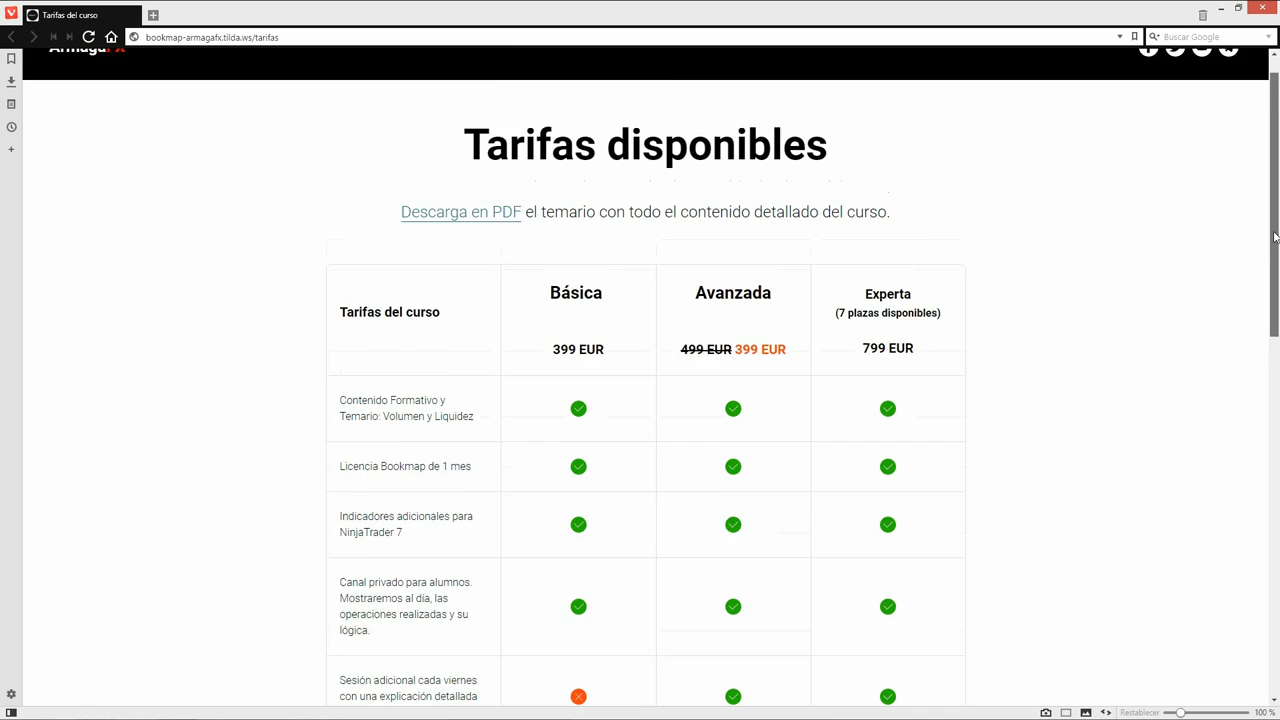 Tarifas del curso
bookmap-armagafx.tilda.ws/tarifas
Buscar Google
ArmagaFX
Tarifas disponibles
Descarga en PDF el temario con todo el contenido detallado del curso.
Tarifas del curso
Básica
399 EUR
Avanzada
499 EUR 399 EUR
Experta
(7 plazas disponibles)
799 EUR
Contenido Formativo y
Temario: Volumen y Liquidez
Licencia Bookmap de 1 mes
Indicadores adicionales para
NinjaTrader 7
Canal privado para alumnos.
Mostraremos al día, las
operaciones realizadas y su
lógica.
Sesión adicional cada viernes
con una explicación detallada
Restablecer
100 %